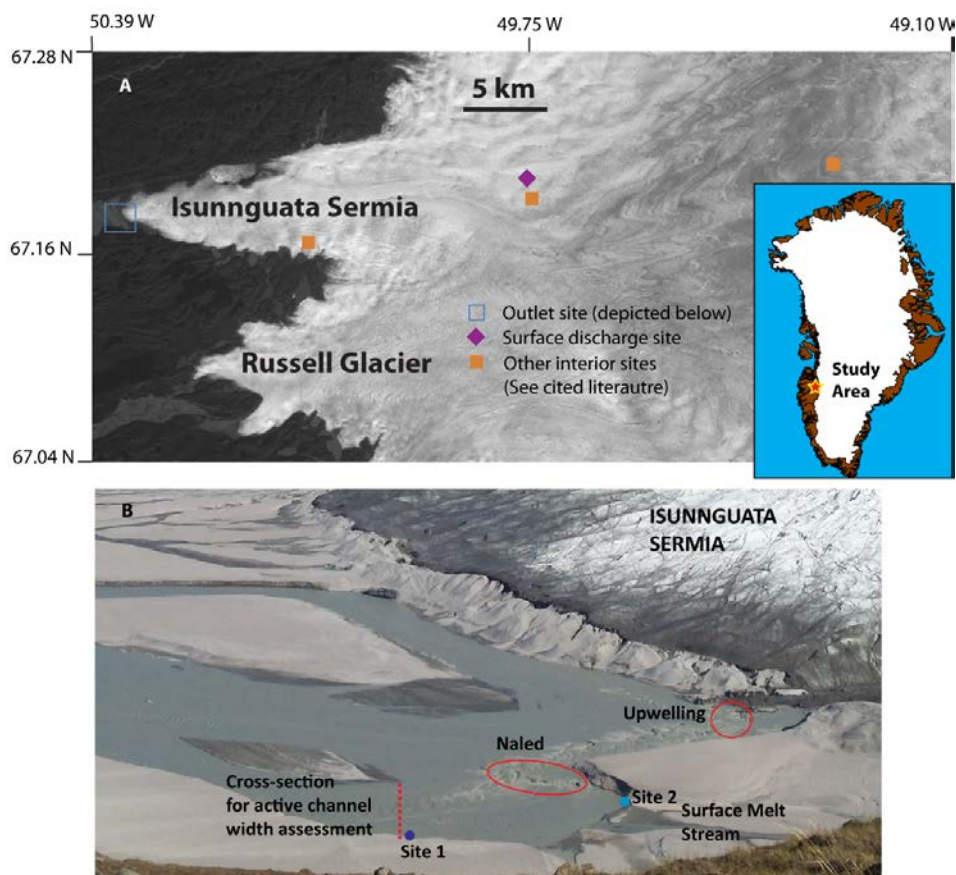 50.39 W
49.75 W
49.10 W
67.28 N
A
5 km
Isunnguata Sermia
67.16 N
Outlet site (depicted below)
Surface discharge site
Other interior sites
(See cited literautre)
Russell Glacier
Study
Area
67.04 N
B
ISUNNGUATA
SERMIA
Upwelling
Naled
Cross-section
for active channel
width assessment
Site 2
Surface Melt
Stream
Site 1